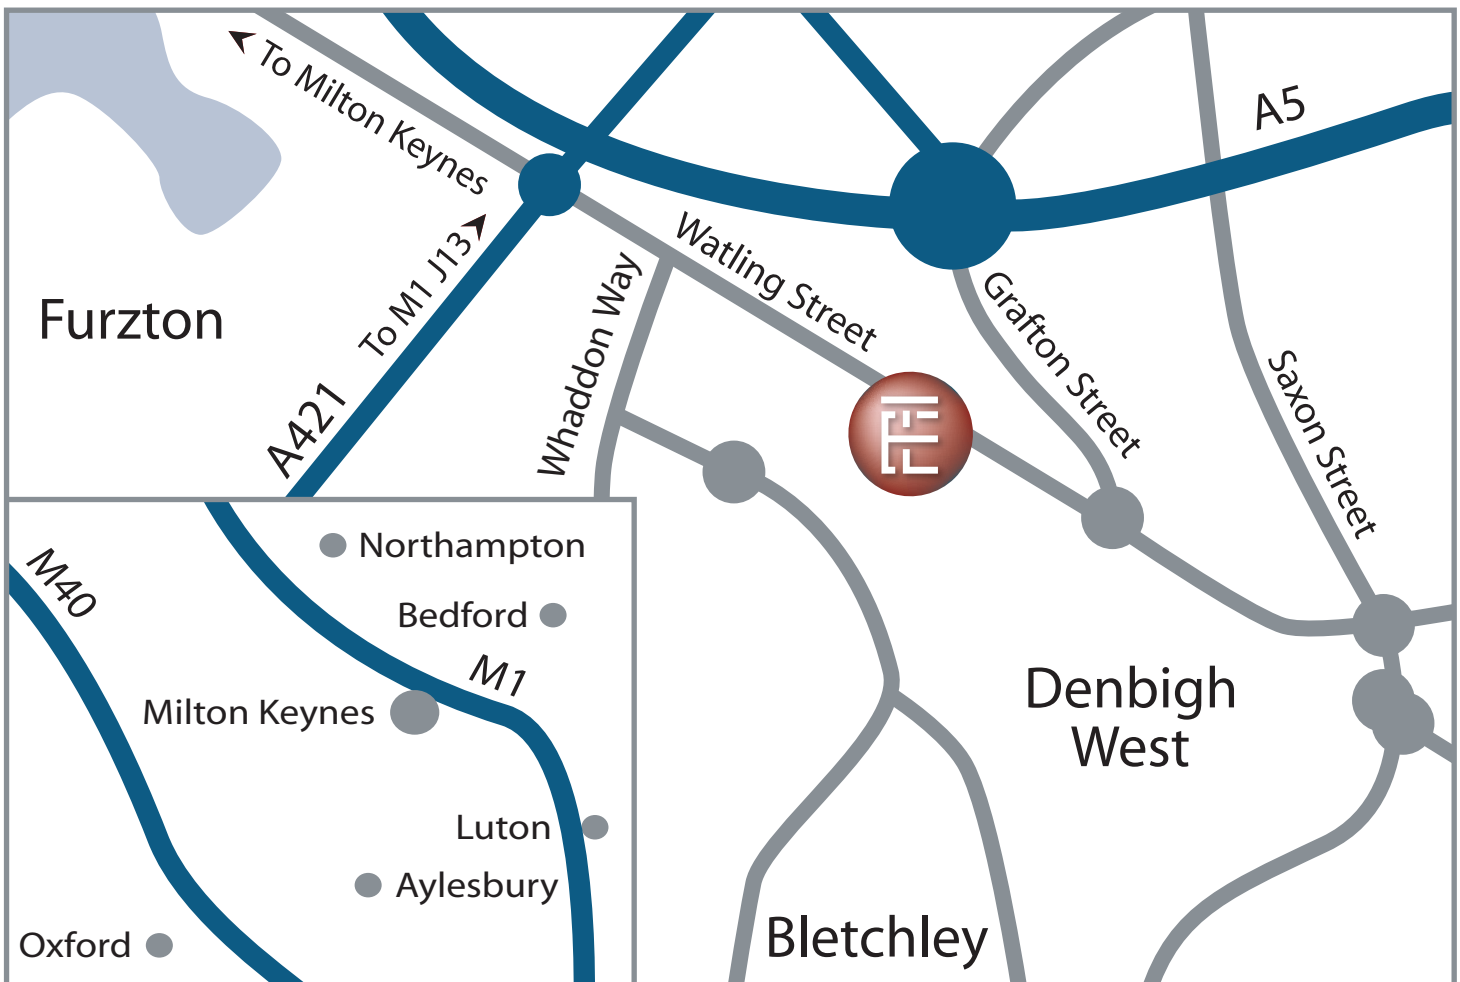 To Milton Keynes
A5
Watling Street
To M1 J13
Whaddon Way
Grafton Street
Furzton
Saxon Street
A421
Northampton
M40
Bedford
M1
Milton Keynes
Denbigh
West
Luton
Aylesbury
Bletchley
Oxford